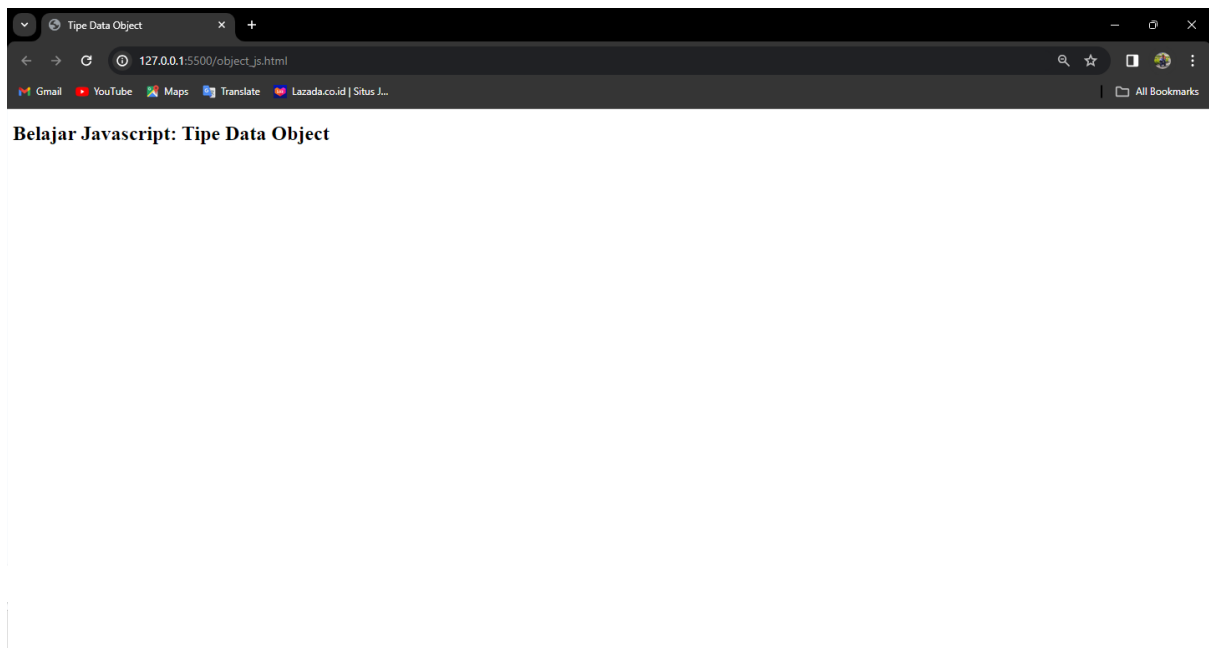 Tipe Data Object
127.0.0.1:5500/object_js.html
Gmail YouTube Maps Translate Lazada.co.id | Situs J... All Bookmarks
Belajar Javascript: Tipe Data Object